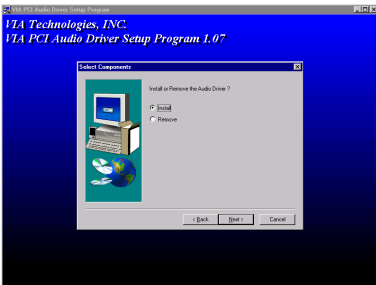 VIA PCI Audio Driver Setup Program
VIA Technologies, INC.
VIA PCI Audio Driver Setup Program 1.07
Select Components
Install or Remove the Audio Driver ?
Install
Remove
< Back
Next >
Cancel